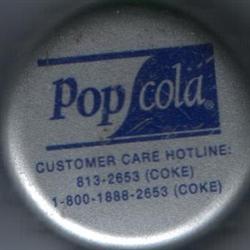 Pop cola®
CUSTOMER CARE HOTLINE:
813-2653 (COKE)
1-800-1888-2653 (COKE)